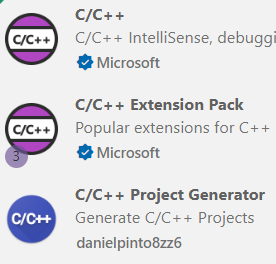 C/C++
C/C++ C/C++ IntelliSense, debuggi
Microsoft
C/C++ Extension Pack
C/C++ Popular extensions for C++
3 Microsoft
C/C++ Project Generator
C/C++ Generate C/C++ Projects
danielpinto8zz6